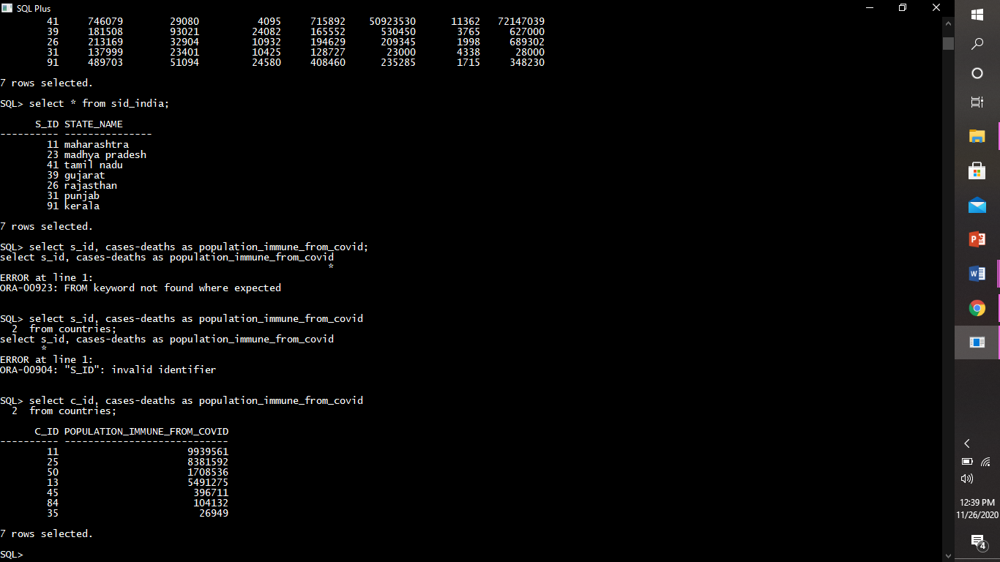 SQL Plus
41 746079 29080 4095 715892 50923530 11362 72147039
39 181508 93021 24082 165552 530450 3765 627000
26 213169 32904 10932 194629 209345 1998 689302
31 137999 23401 10425 128727 23000 4338 28000
91 489703 51094 24580 408460 235285 1715 348230
7 rows selected.
SQL> select * from sid_india;
S_ID STATE_NAME
---------- ---------------
11 maharashtra
23 madhya pradesh
41 tamil nadu
39 gujarat
26 rajasthan
31 punjab
91 kerala
7 rows selected.
SQL> select s_id, cases-deaths as population_immune_from_covid;
select s_id, cases-deaths as population_immune_from_covid
*
ERROR at line 1:
ORA-00923: FROM keyword not found where expected
SQL> select s_id, cases-deaths as population_immune_from_covid
2 from countries;
select s_id, cases-deaths as population_immune_from_covid
*
ERROR at line 1:
ORA-00904: "S_ID": invalid identifier
SQL> select c_id, cases-deaths as population_immune_from_covid
2 from countries;
C_ID POPULATION_IMMUNE_FROM_COVID
---------- ----------------------------
11 9939561
25 8381592
50 1708536
13 5491275
45 396711
84 104132
35 26949
7 rows selected.
SQL>
P
W
12:39 PM
11/26/2020
4